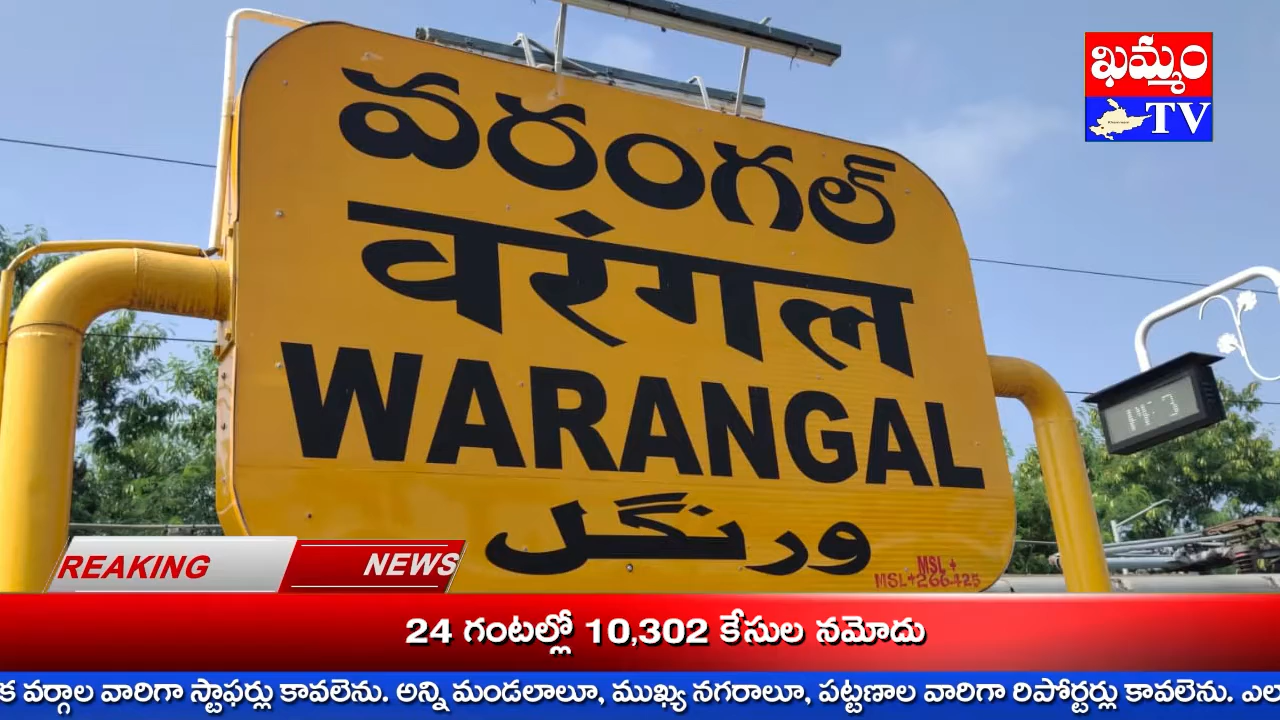 ఖమ్మం
TV
వరంగల్
वरंगल
WARANGAL
ورنگل
MSL +
MSL+266.425
REAKING NEWS
24 గంటల్లో 10,302 కేసుల నమోదు
క వర్గాల వారిగా స్టాఫర్లు కావలెను. అన్ని మండలాలూ, ముఖ్య నగరాలూ, పట్టణాల వారిగా రిపోర్టర్లు కావలెను. ఎల